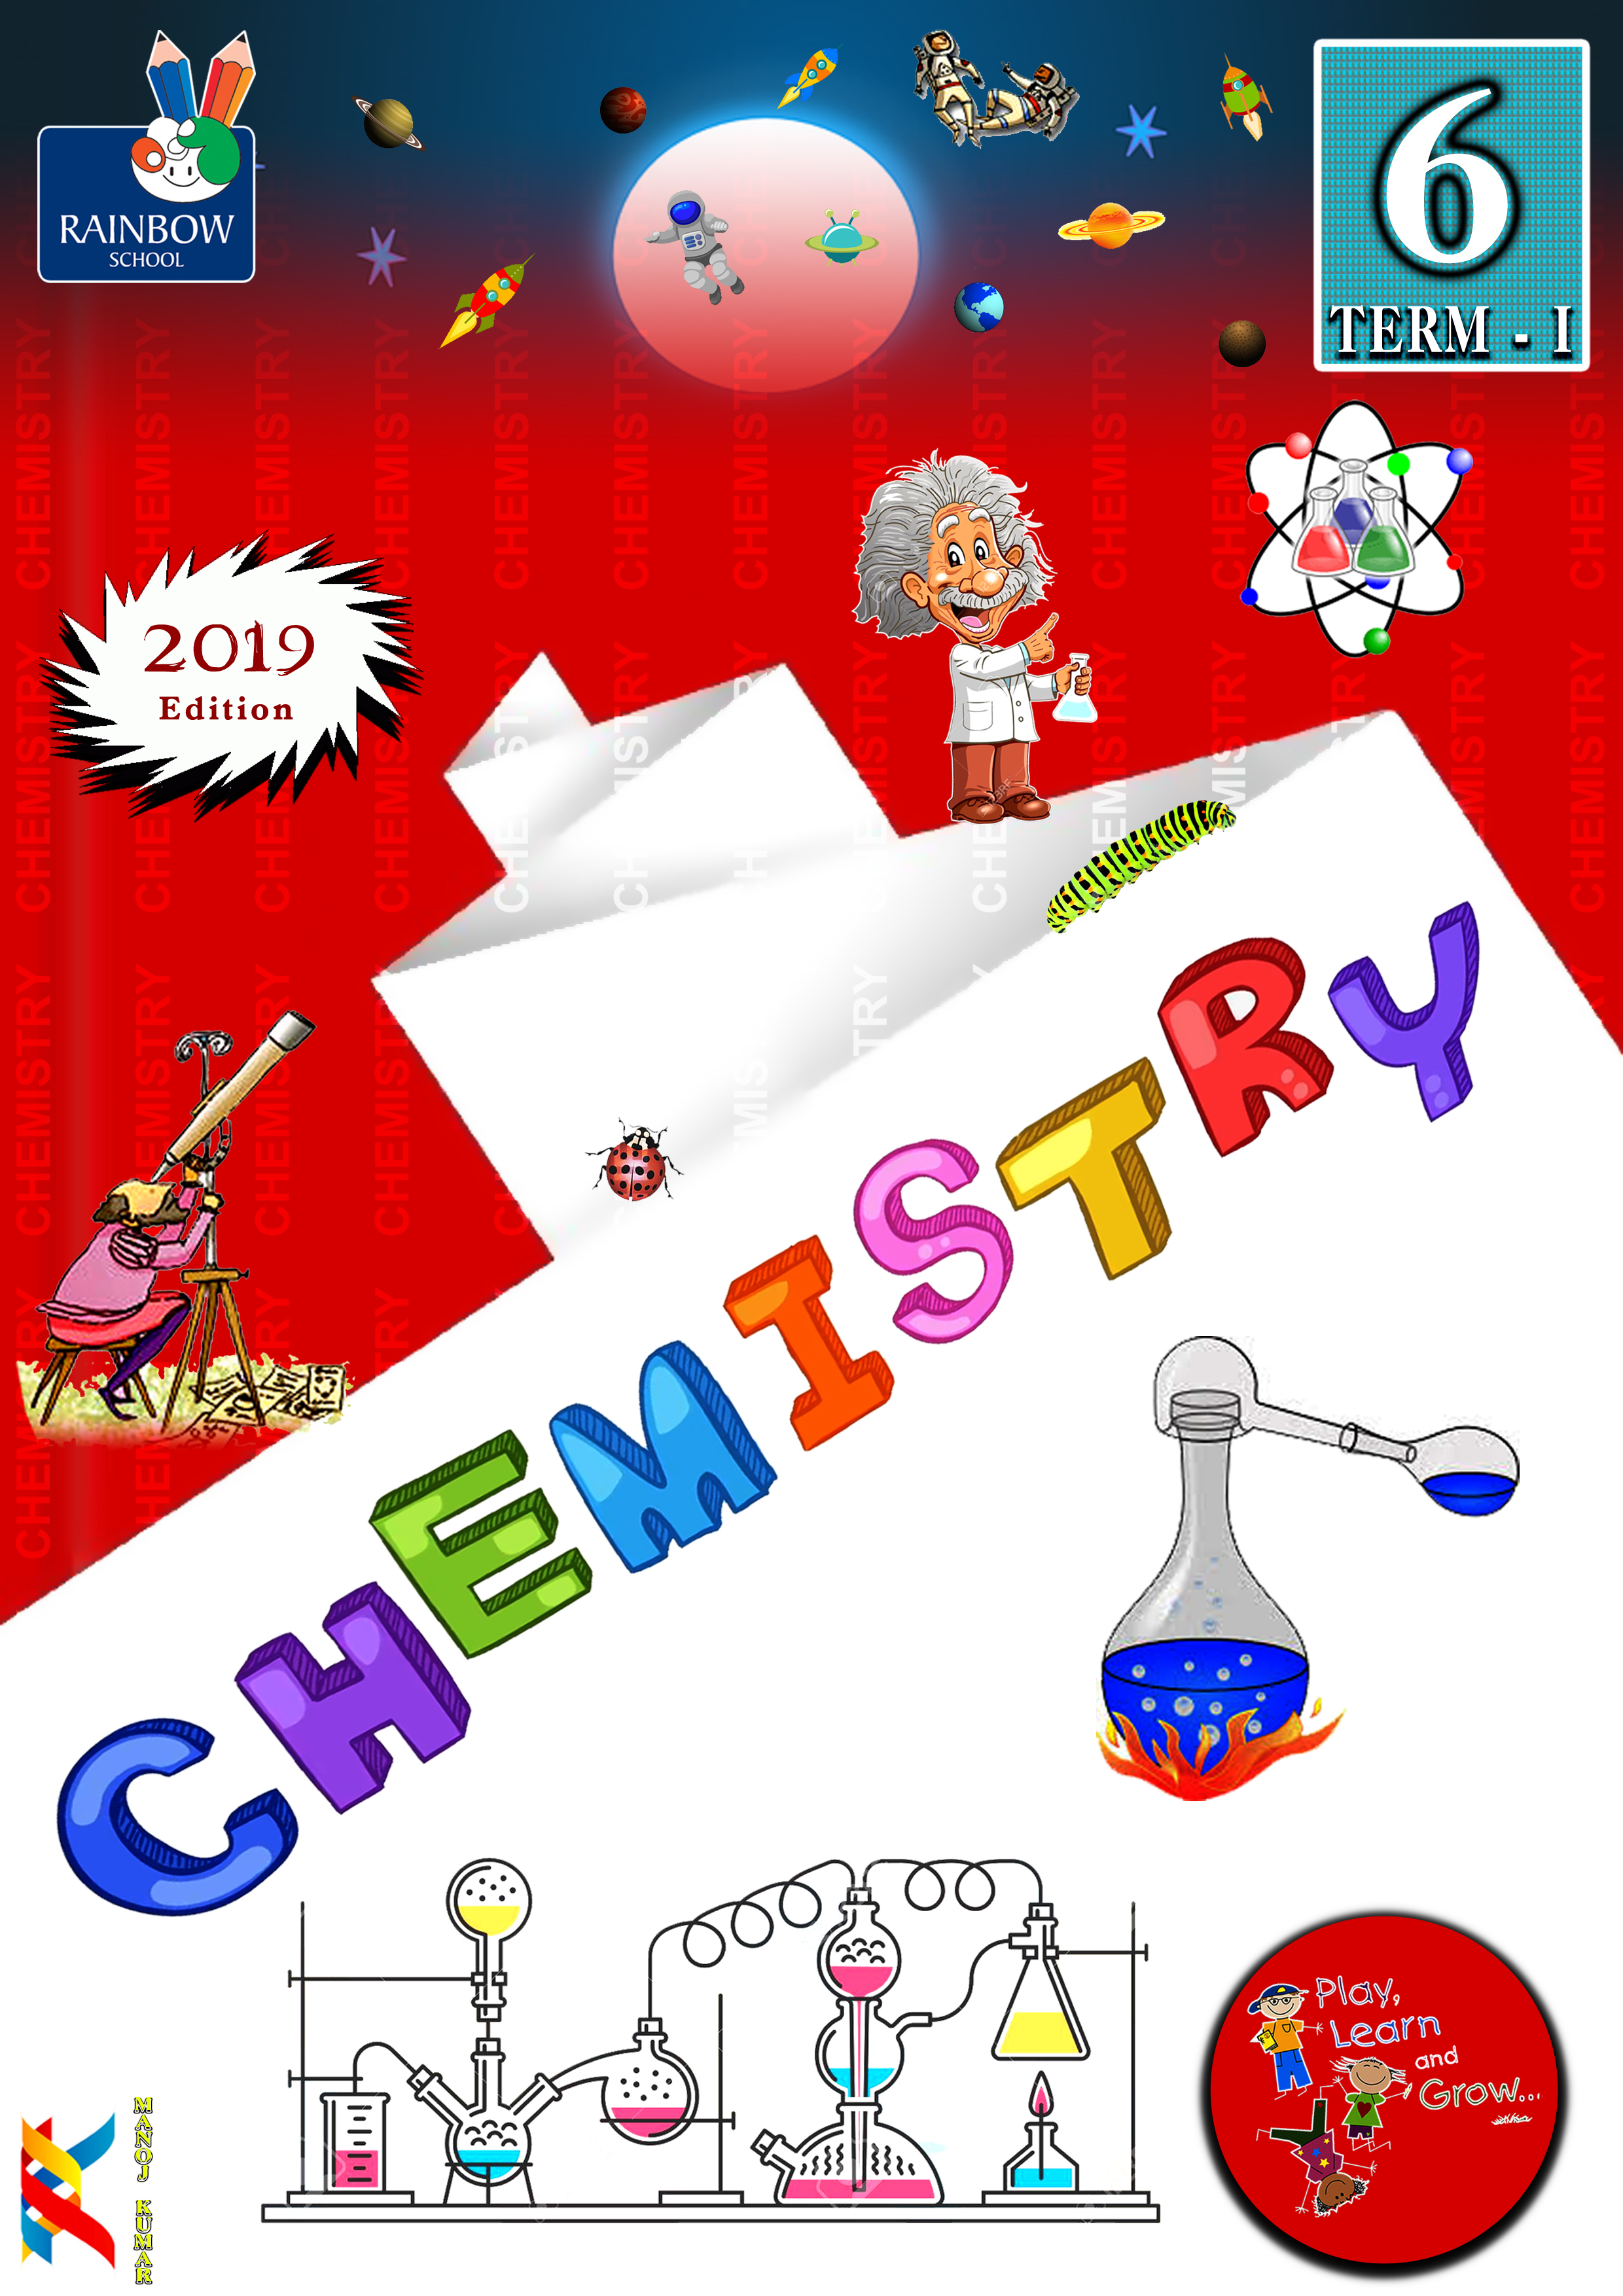 RAINBOW
SCHOOL
6
TERM - I
2019
Edition
CHEMISTRY
Play,
Learn
and
Grow...
MANOJ KUMAR